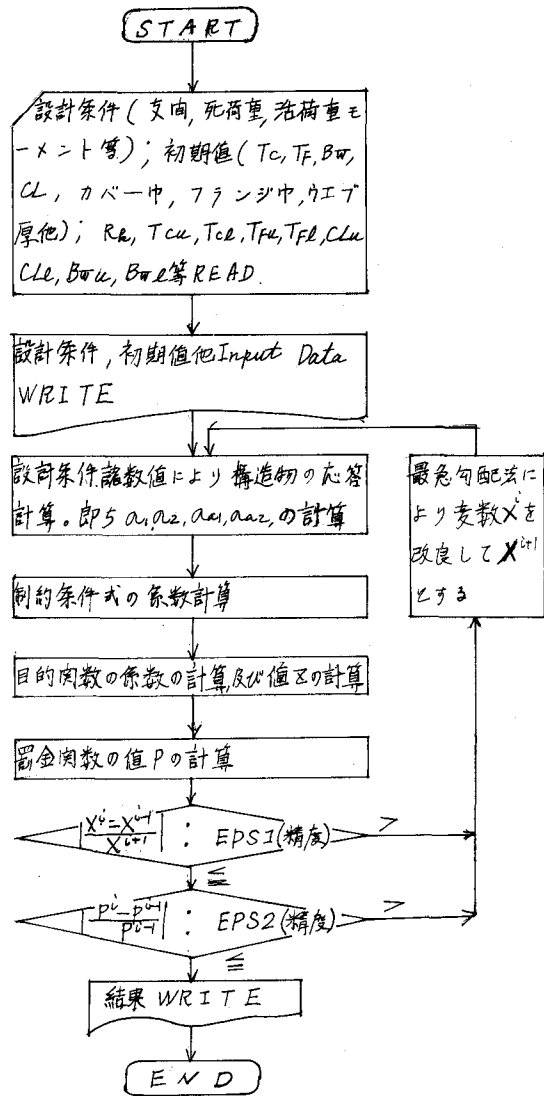 START
設計条件(支間,死荷重,活荷重モ
ーメント等);初期値(Tc,TF,Bw,
CL,カバー巾,フランジ巾,ウエブ
厚他);Rk,Tcu,Tcl,TFu,TFl,CLu
CLl,Bwu,Bwl等READ.
設計条件,初期値他Input Data
WRITE
設計条件諸数値により構造物の応答
計算。即ち a1,a2,aa1,aa2,の計算
最急勾配法に
より変数X^iを
改良してX^{i+1}
とする
制約条件式の係数計算
目的関数の係数の計算及び値Zの計算
罰金関数の値Pの計算
|X^i=X^{i-1}/X^{i+1}| : EPS1(精度) >
≦
|P^i-P^{i-1}/P^{i-1}| : EPS2(精度) >
≦
結果 WRITE
END